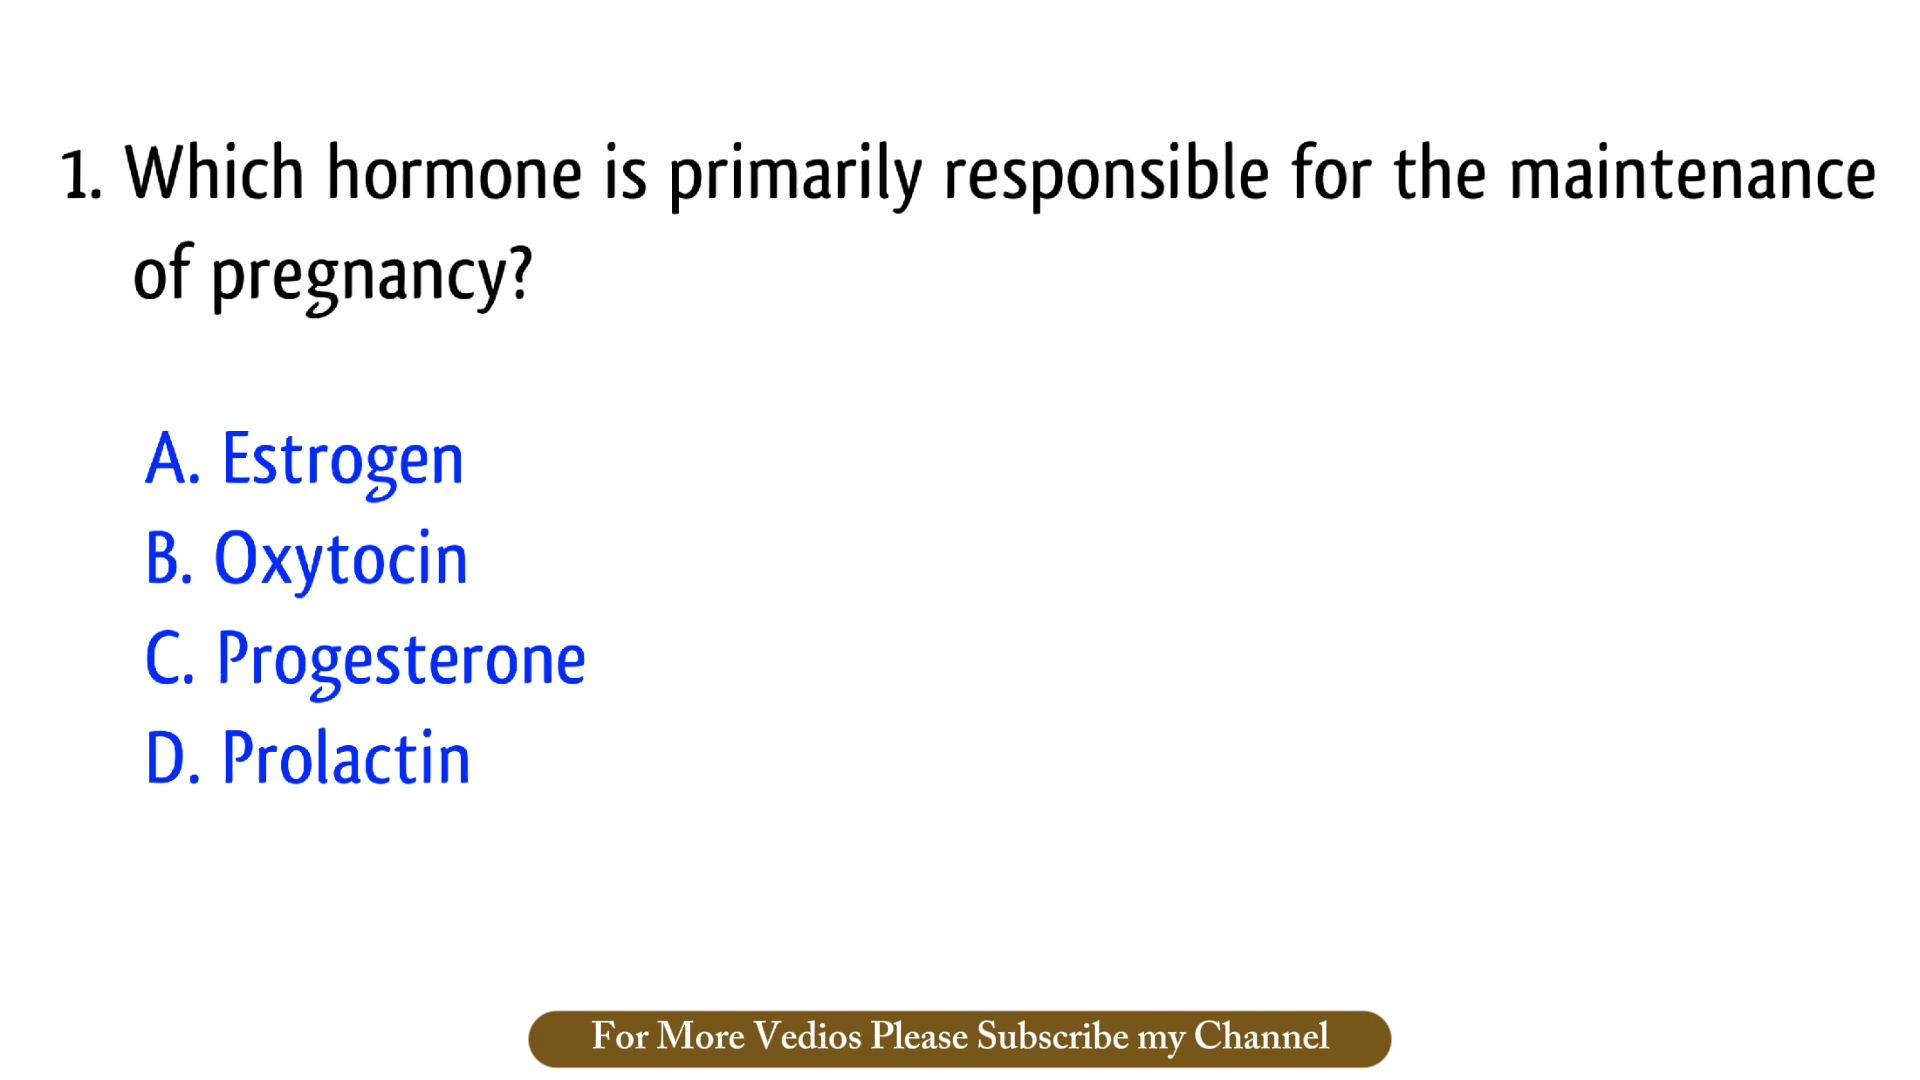 1. Which hormone is primarily responsible for the maintenance
of pregnancy?
A. Estrogen
B. Oxytocin
C. Progesterone
D. Prolactin
For More Vedios Please Subscribe my Channel